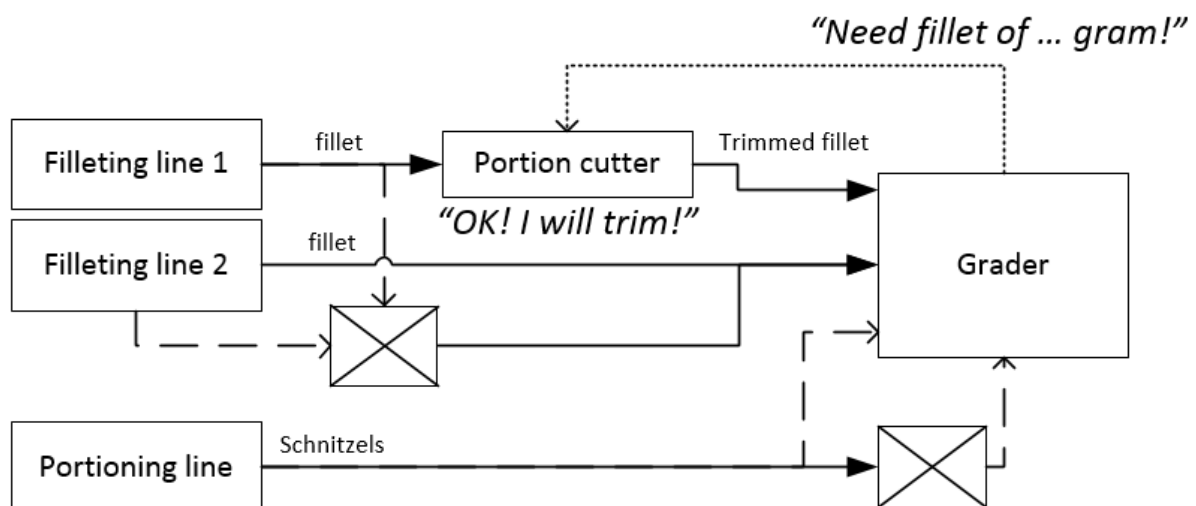 “Need fillet of ... gram!”
Filleting line 1
fillet
Portion cutter
Trimmed fillet
“OK! I will trim!”
Filleting line 2
fillet
Grader
Schnitzels
Portioning line